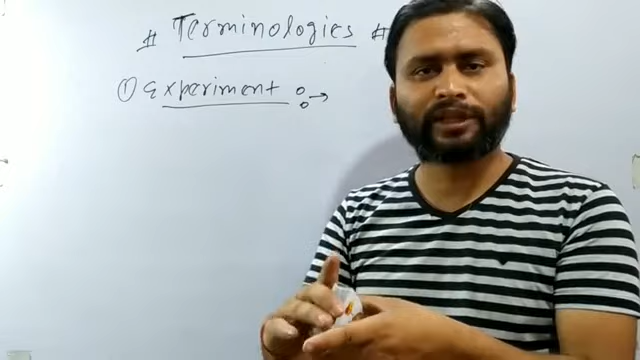 # Terminologies #
① Experiment :→